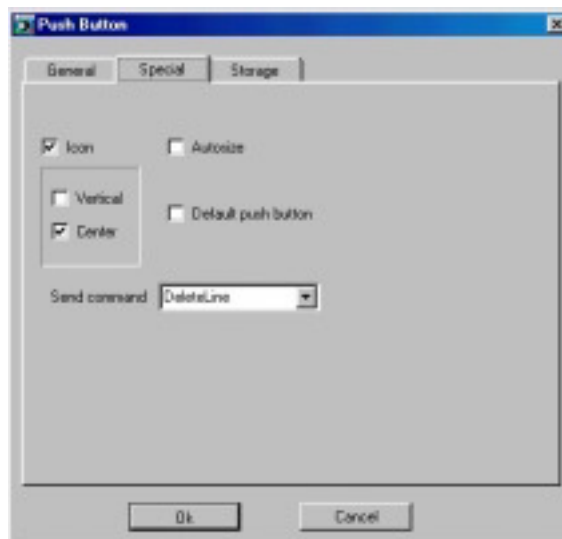 Push Button
General Special Storage
Icon Autosize
Vertical
Default push button
Center
Send command DeleteLine
Ok Cancel